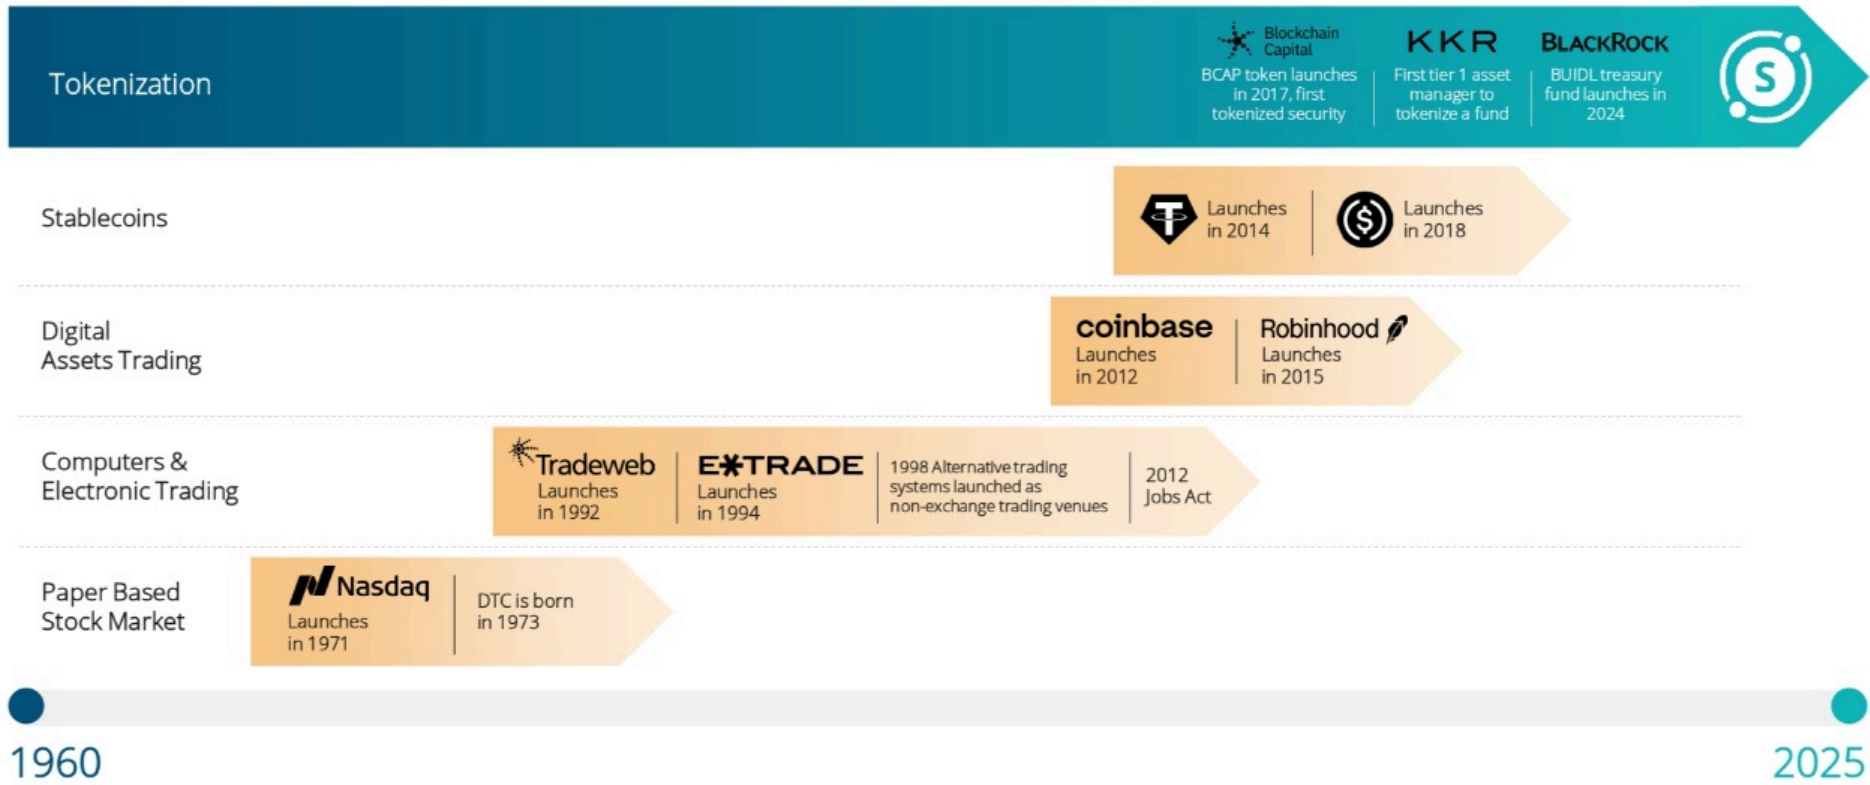 Tokenization
Blockchain
Capital
BCAP token launches
in 2017, first
tokenized security
KKR
First tier 1 asset
manager to
tokenize a fund
BLACKROCK
BUIDL treasury
fund launches in
2024
S
Stablecoins
T
Launches
in 2014
$
Launches
in 2018
Digital
Assets Trading
coinbase
Launches
in 2012
Robinhood
Launches
in 2015
Computers &
Electronic Trading
Tradeweb
Launches
in 1992
E*TRADE
Launches
in 1994
1998 Alternative trading
systems launched as
non-exchange trading venues
2012
Jobs Act
Paper Based
Stock Market
Nasdaq
Launches
in 1971
DTC is born
in 1973
1960
2025